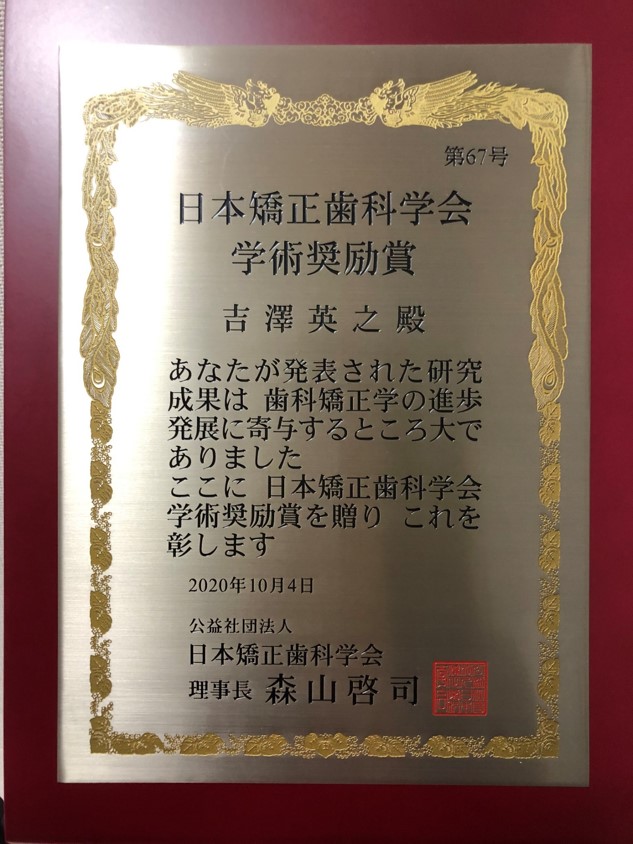 第67号
日本矯正歯科学会
学術奨励賞
吉澤英之殿
あなたが発表された研究
成果は 歯科矯正学の進歩
発展に寄与するところ大で
ありました
ここに 日本矯正歯科学会
学術奨励賞を贈り これを
彰します
2020年10月4日
公益社団法人
日本矯正歯科学会
理事長 森山啓司